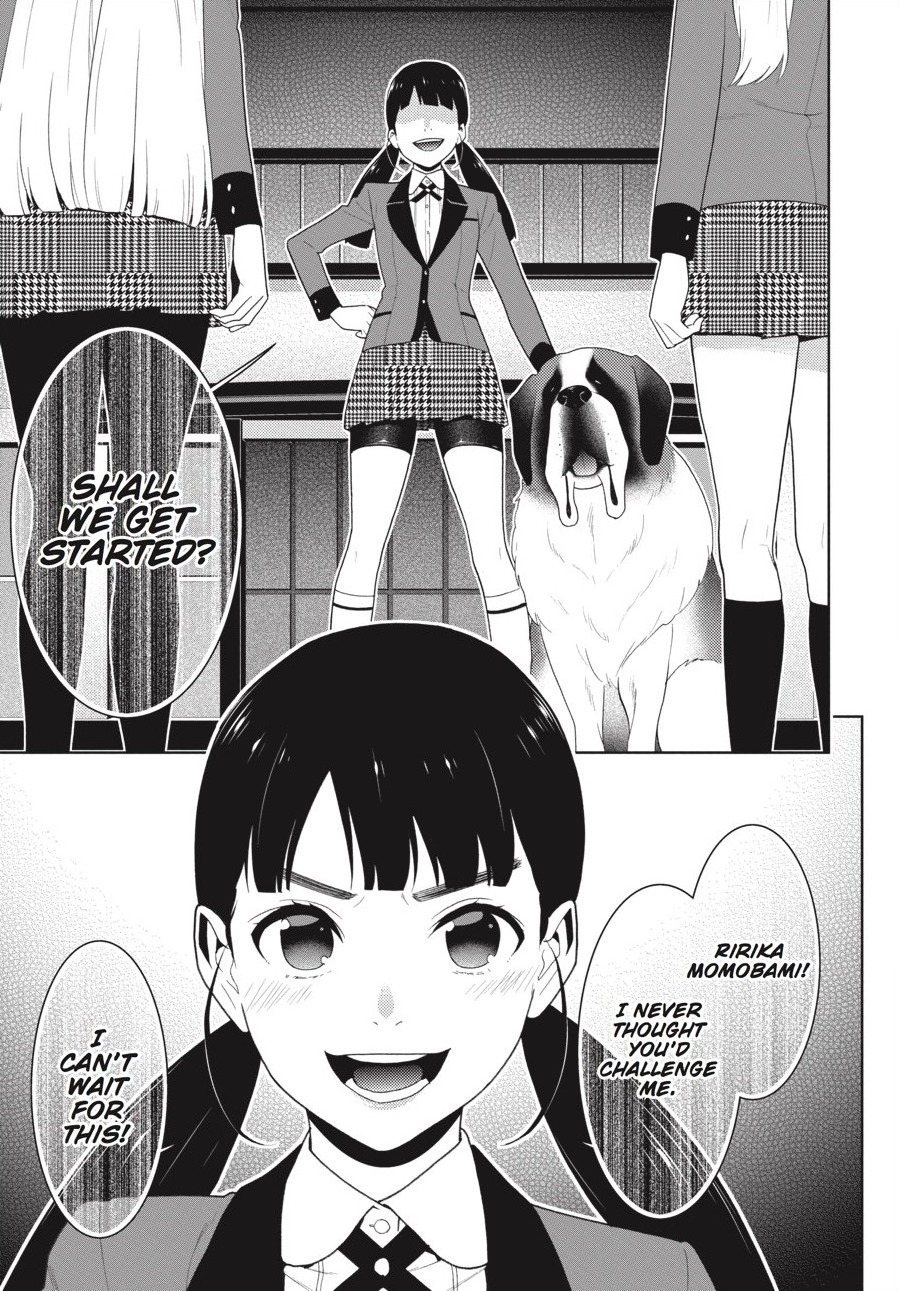 SHALL
WE GET
STARTED?
RIRIKA
MOMOBAMI!
I NEVER
THOUGHT
YOU'D
CHALLENGE
ME.
I
CAN'T
WAIT
FOR
THIS!